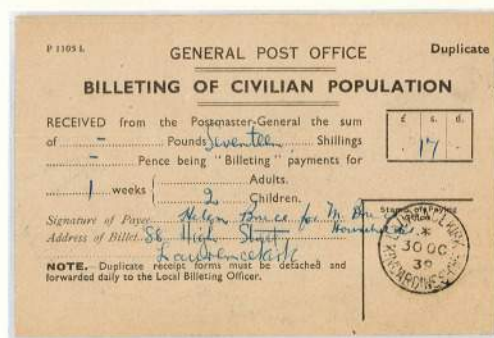 P 1105 L
GENERAL POST OFFICE
Duplicate
BILLETING OF CIVILIAN POPULATION
RECEIVED from the Postmaster-General the sum
of - Pounds Seventeen Shillings
- Pence being "Billeting" payments for
1 weeks { Adults.
2 Children.
£ s. d.
17
Signature of Payee Helen Bruce for M
Address of Billet 86 High Street
Laurencekirk
NOTE. Duplicate receipt forms must be detached and
forwarded daily to the Local Billeting Officer.
Stamp of Paying
30 OC
39